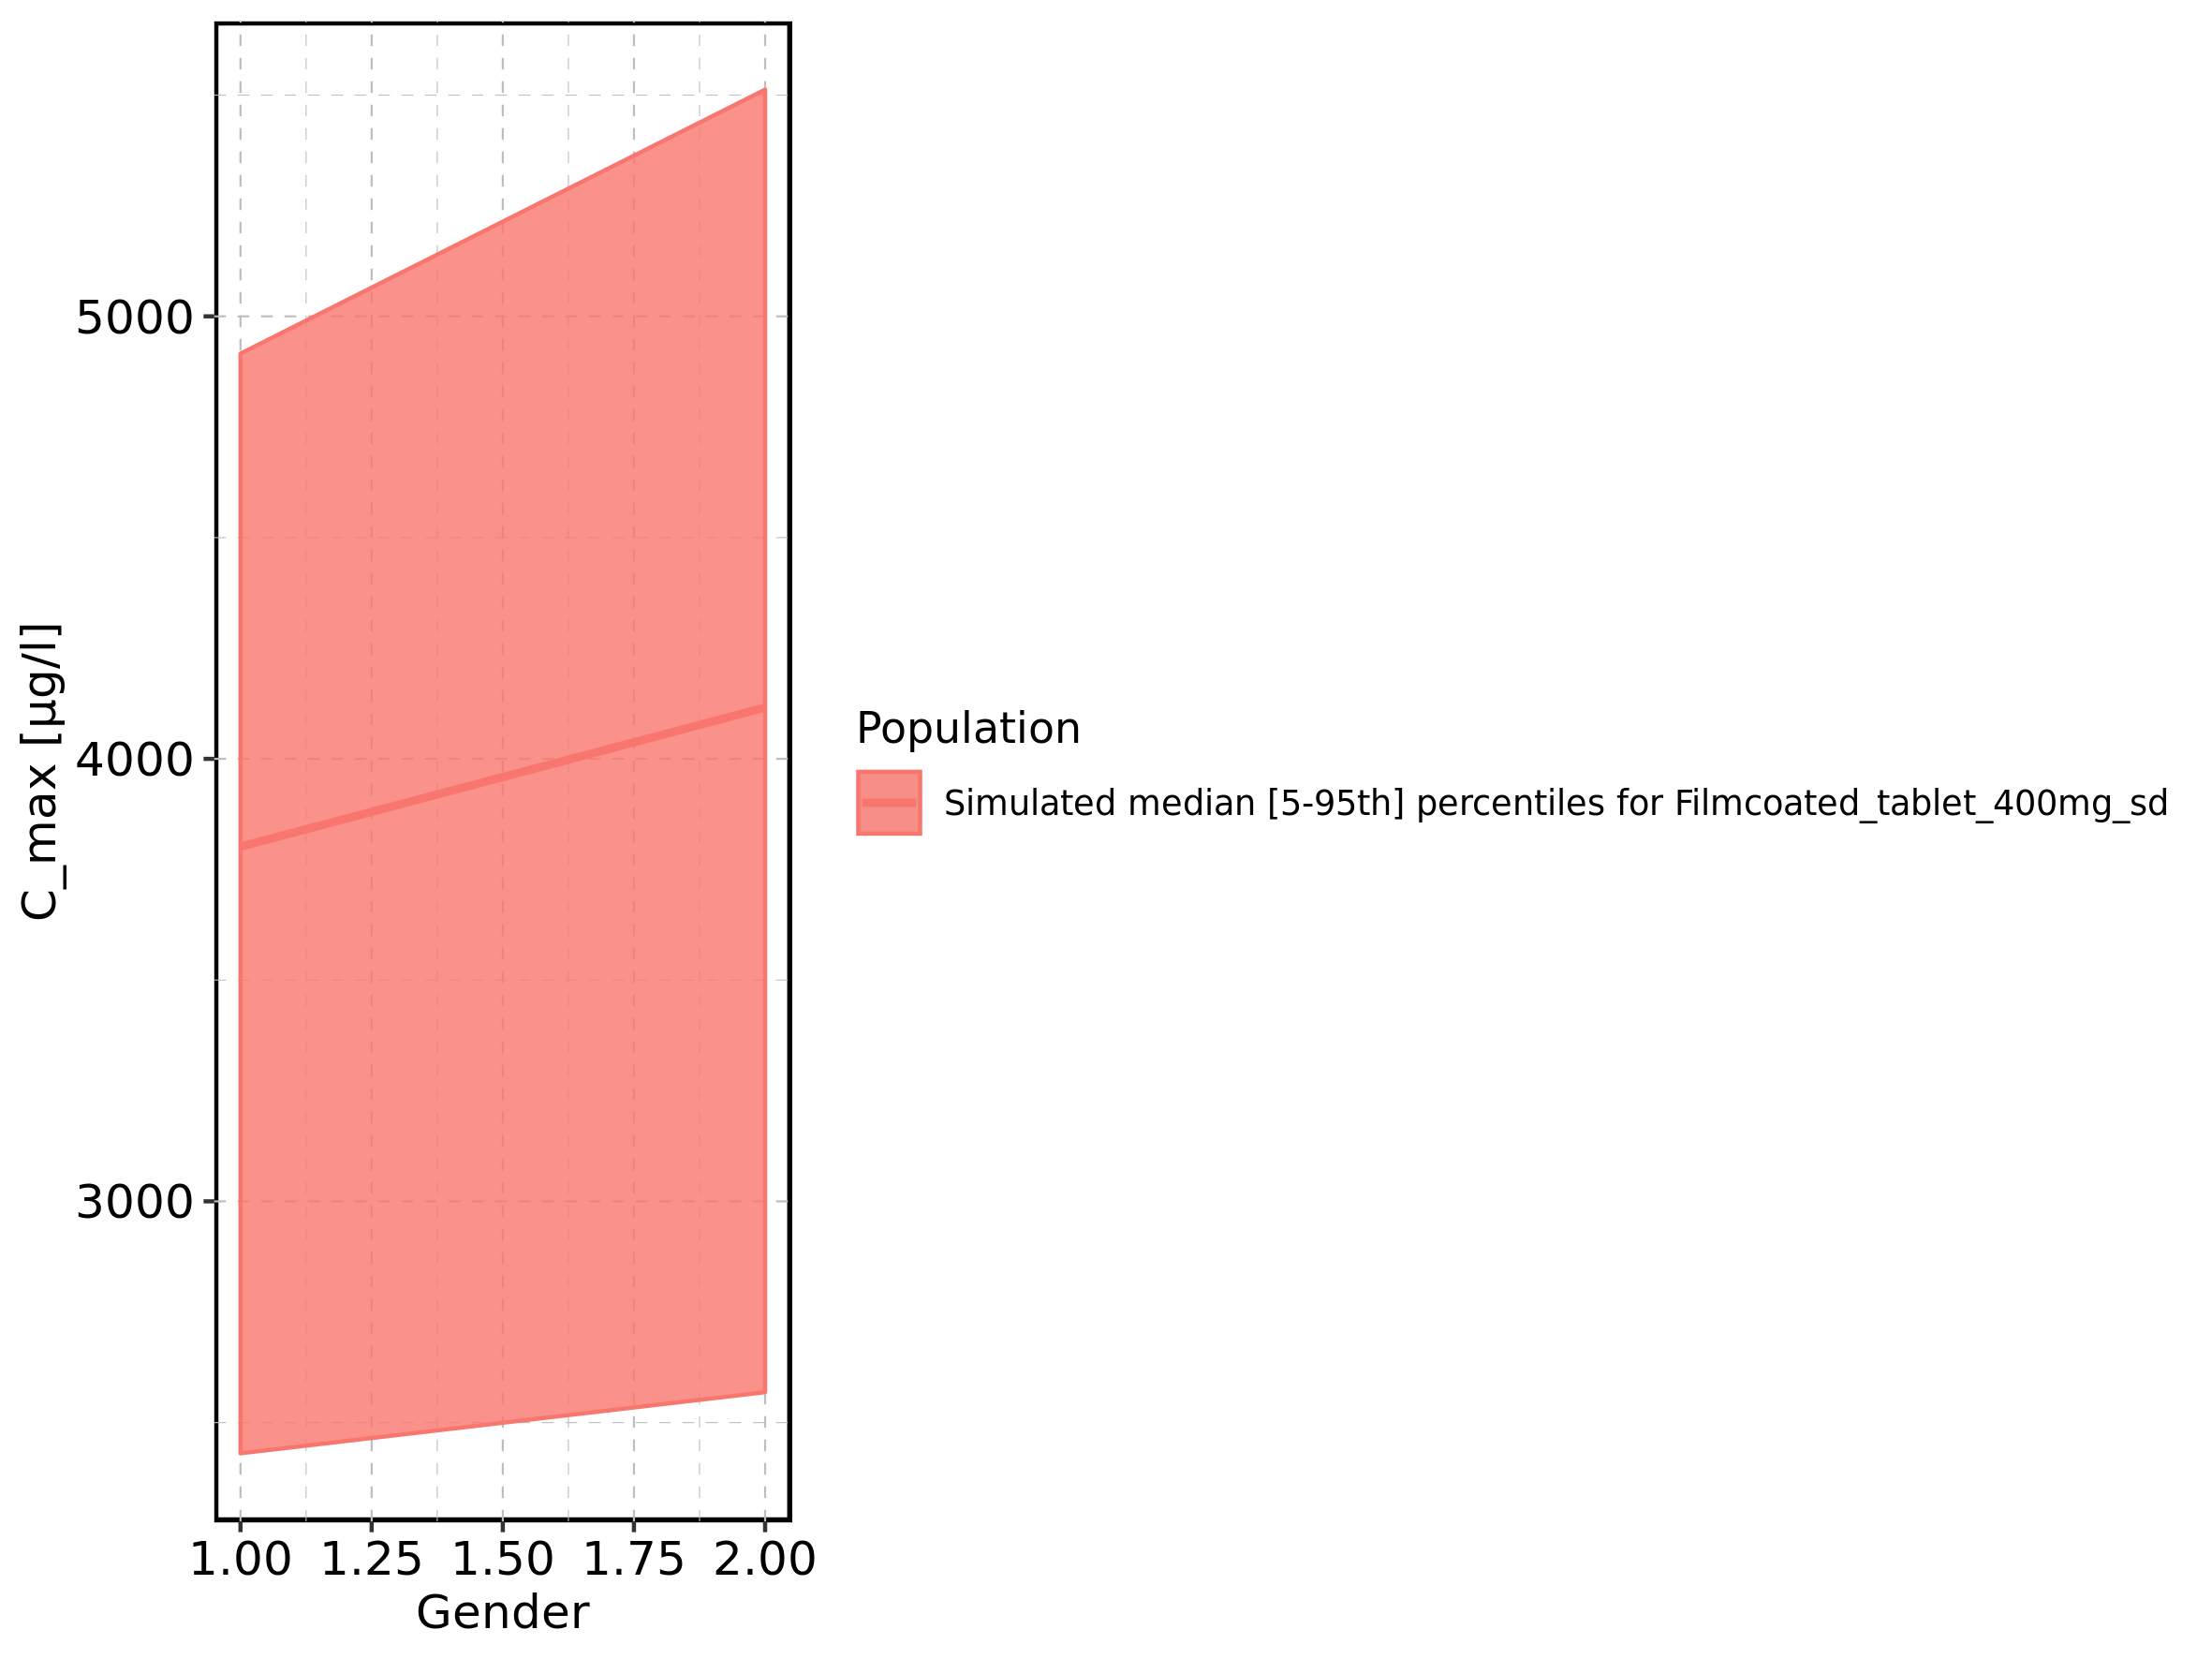 C_max [µg/l]
5000
4000
3000
1.00 1.25 1.50 1.75 2.00
Gender
Population
Simulated median [5-95th] percentiles for Filmcoated_tablet_400mg_sd